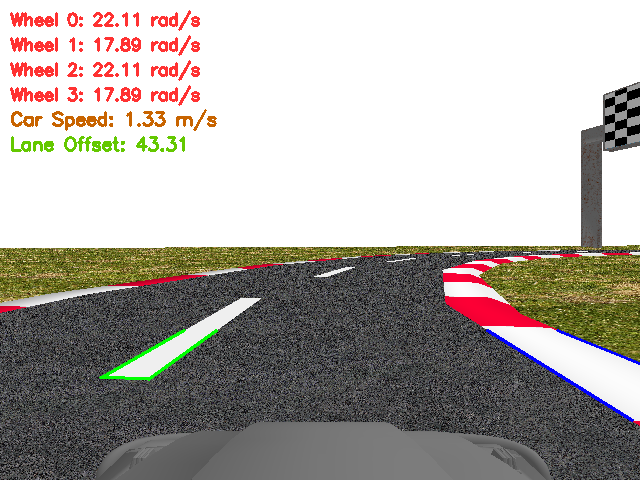 Wheel 0: 22.11 rad/s
Wheel 1: 17.89 rad/s
Wheel 2: 22.11 rad/s
Wheel 3: 17.89 rad/s
Car Speed: 1.33 m/s
Lane Offset: 43.31